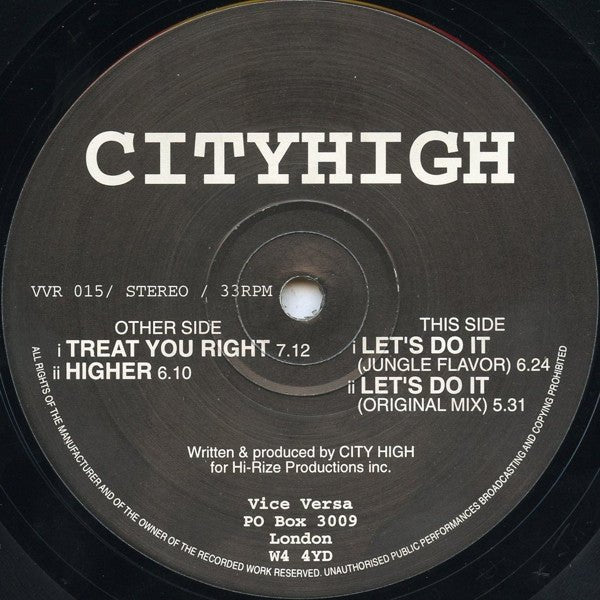 CITYHIGH
VVR 015/ STEREO / 33RPM
OTHER SIDE
i TREAT YOU RIGHT 7.12
ii HIGHER 6.10
THIS SIDE
i LET'S DO IT
(JUNGLE FLAVOR) 6.24
ii LET'S DO IT
(ORIGINAL MIX) 5.31
Written & produced by CITY HIGH
for Hi-Rize Productions inc.
Vice Versa
PO Box 3009
London
W4 4YD
ALL RIGHTS OF THE MANUFACTURER AND OF THE OWNER OF THE RECORDED WORK RESERVED. UNAUTHORISED PUBLIC PERFORMANCES BROADCASTING AND COPYING PROHIBITED